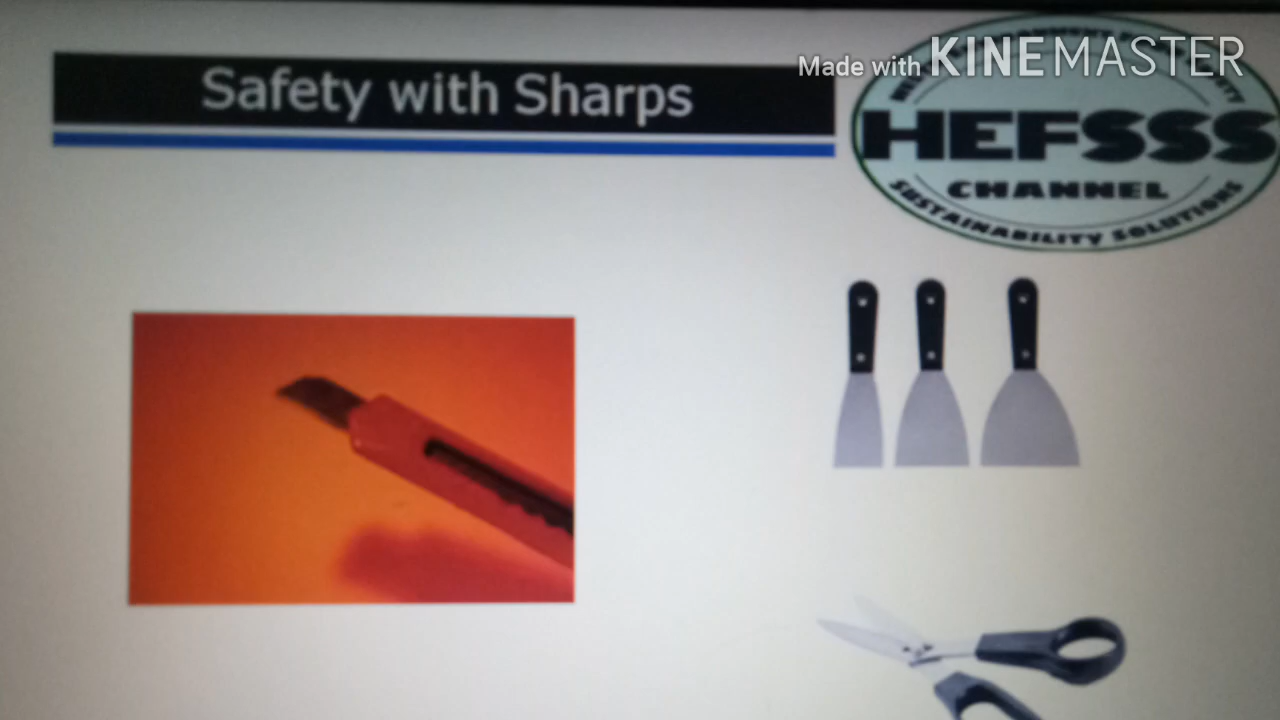 Safety with Sharps
Made with KINEMASTER
HEFSSS
CHANNEL
SUSTAINABILITY SOLUTIONS